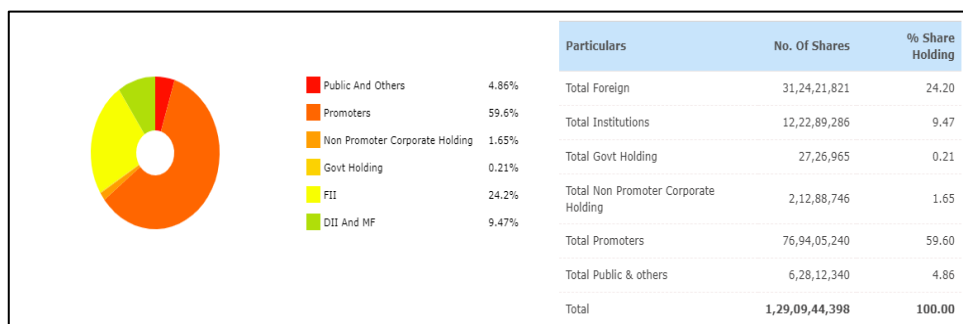 Public And Others 4.86%
Promoters 59.6%
Non Promoter Corporate Holding 1.65%
Govt Holding 0.21%
FII 24.2%
DII And MF 9.47%
Particulars No. Of Shares % Share
Holding
Total Foreign 31,24,21,821 24.20
Total Institutions 12,22,89,286 9.47
Total Govt Holding 27,26,965 0.21
Total Non Promoter Corporate
Holding 2,12,88,746 1.65
Total Promoters 76,94,05,240 59.60
Total Public & others 6,28,12,340 4.86
Total 1,29,09,44,398 100.00